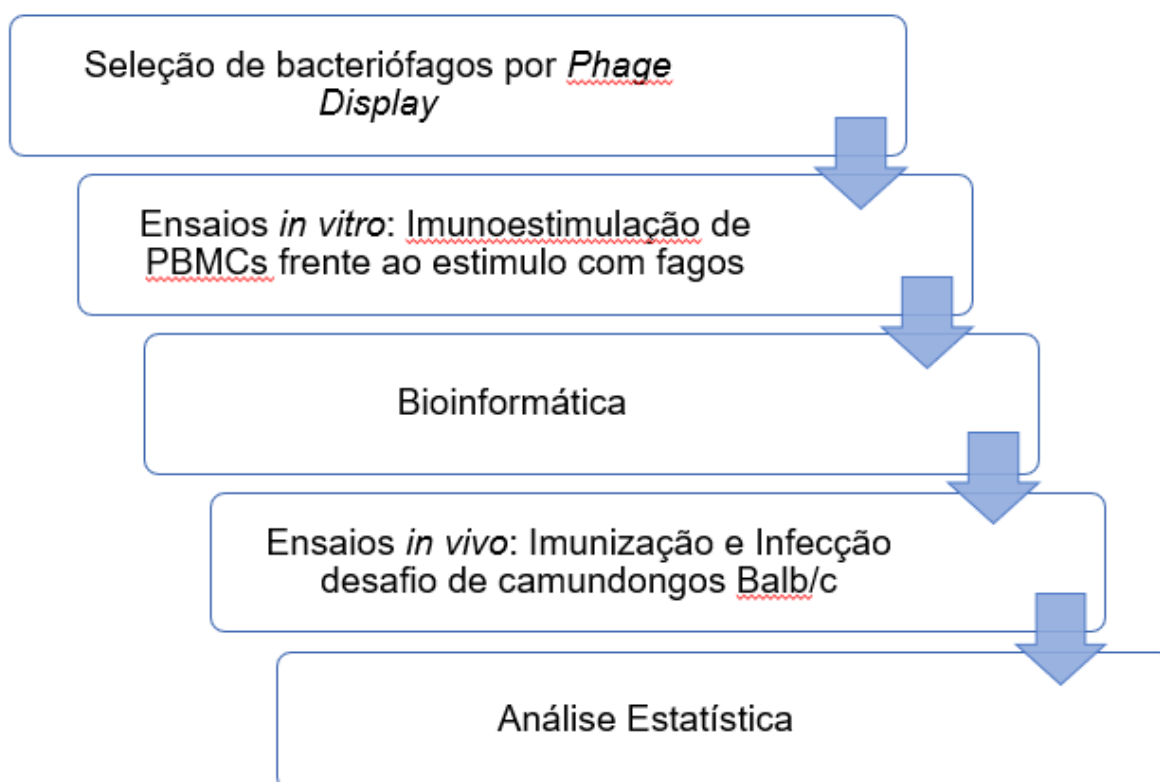 Seleção de bacteriófagos por Phage
Display
Ensaios in vitro: Imunoestimulação de
PBMCs frente ao estimulo com fagos
Bioinformática
Ensaios in vivo: Imunização e Infecção
desafio de camundongos Balb/c
Análise Estatística